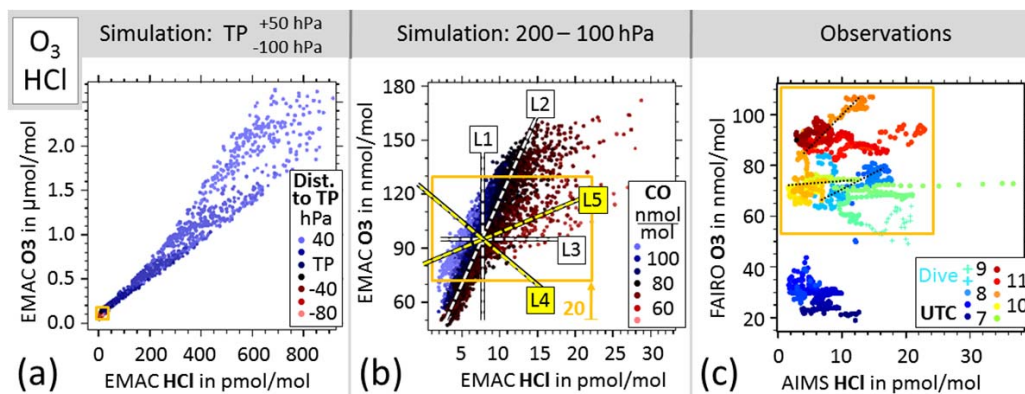 O3
HCl
Simulation: TP +50 hPa
-100 hPa
Simulation: 200 – 100 hPa
Observations
EMAC O3 in µmol/mol
2.5
2.0
1.5
1.0
0.5
0.0
0
200
400
600
800
EMAC HCl in pmol/mol
Dist.
to TP
hPa
40
TP
-40
-80
(a)
EMAC O3 in nmol/mol
180
150
120
90
60
5
10
15
20
25
30
EMAC HCl in pmol/mol
L1
L2
L5
L3
L4
20
CO
nmol
mol
100
80
60
(b)
FAIRO O3 in nmol/mol
100
80
60
40
20
0
10
20
30
AIMS HCl in pmol/mol
Dive
UTC
9
8
7
11
10
(c)